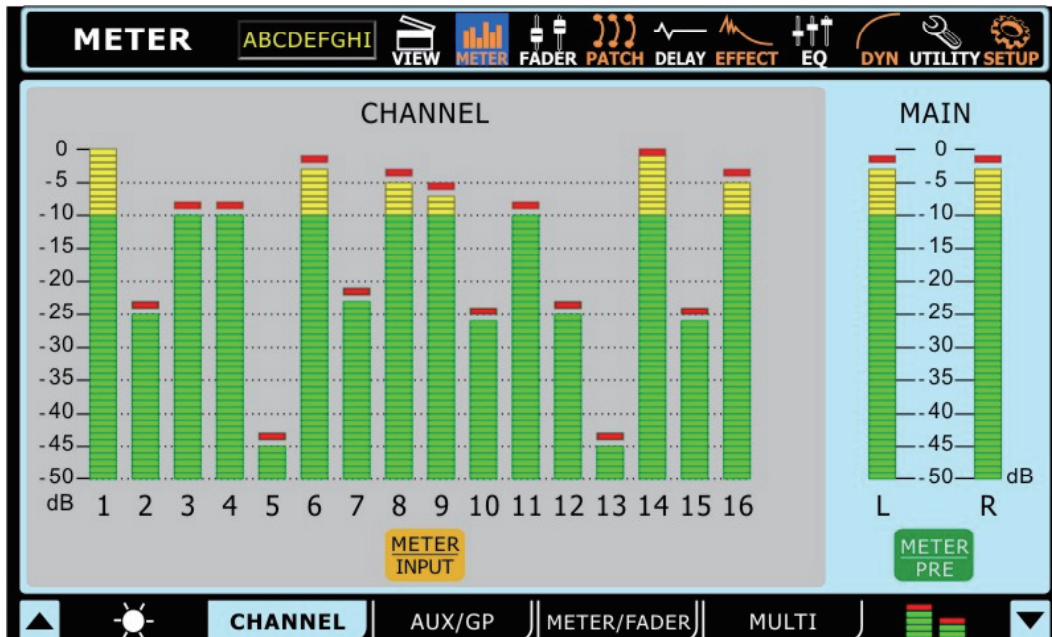 METER
ABCDEFGHI
VIEW METER FADER PATCH DELAY EFFECT EQ DYN UTILITY SETUP
CHANNEL
0
-5
-10
-15
-20
-25
-30
-35
-40
-45
-50
dB 1 2 3 4 5 6 7 8 9 10 11 12 13 14 15 16
METER
INPUT
MAIN
0
-5
-10
-15
-20
-25
-30
-35
-40
-45
-50 dB
L R
METER
PRE
CHANNEL AUX/GP METER/FADER MULTI